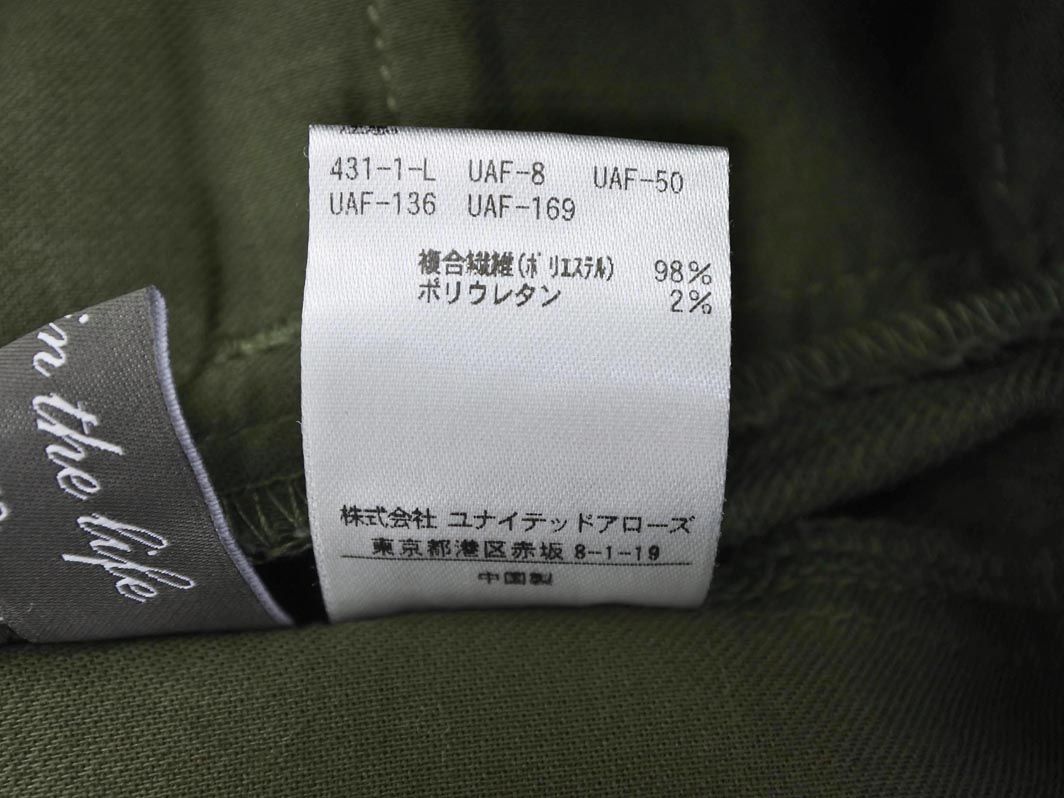 431-1-L UAF-8 UAF-50
UAF-136 UAF-169
複合繊維(ポリエステル) 98%
ポリウレタン 2%
株式会社 ユナイテッドアローズ
東京都港区赤坂 8-1-19
中国製
in the life